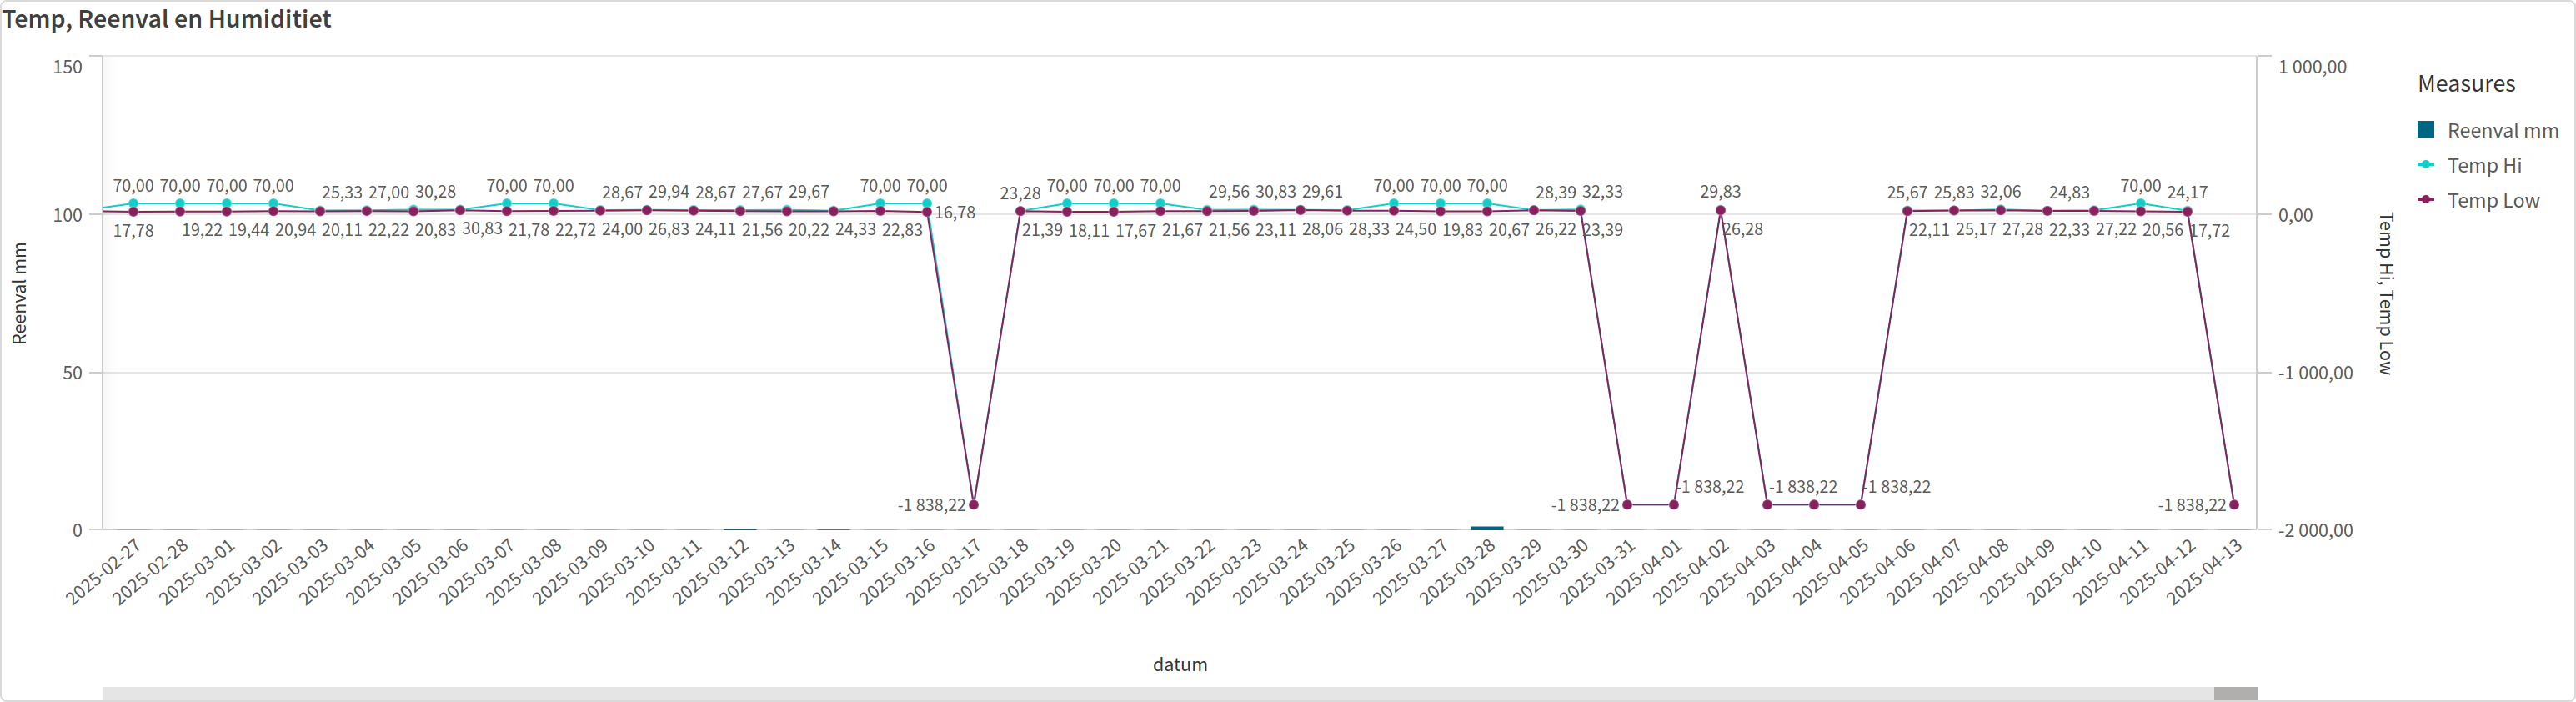 Temp, Reenval en Humiditiet
150
100
50
0
Reenval mm
1 000,00
0,00
-1 000,00
-2 000,00
Temp Hi, Temp Low
Measures
Reenval mm
Temp Hi
Temp Low
70,00 70,00 70,00 70,00 25,33 27,00 30,28 70,00 70,00 28,67 29,94 28,67 27,67 29,67 70,00 70,00 23,28 70,00 70,00 70,00 29,56 30,83 29,61 70,00 70,00 70,00 28,39 32,33 29,83 25,67 25,83 32,06 24,83 70,00 24,17
17,78 19,22 19,44 20,94 20,11 22,22 20,83 30,83 21,78 22,72 24,00 26,83 24,11 21,56 20,22 24,33 22,83 16,78 21,39 18,11 17,67 21,67 21,56 23,11 28,06 28,33 24,50 19,83 20,67 26,22 23,39 26,28 22,11 25,17 27,28 22,33 27,22 20,56 17,72
-1 838,22 -1 838,22 -1 838,22 -1 838,22 -1 838,22 -1 838,22
2025-02-27 2025-02-28 2025-03-01 2025-03-02 2025-03-03 2025-03-04 2025-03-05 2025-03-06 2025-03-07 2025-03-08 2025-03-09 2025-03-10 2025-03-11 2025-03-12 2025-03-13 2025-03-14 2025-03-15 2025-03-16 2025-03-17 2025-03-18 2025-03-19 2025-03-20 2025-03-21 2025-03-22 2025-03-23 2025-03-24 2025-03-25 2025-03-26 2025-03-27 2025-03-28 2025-03-29 2025-03-30 2025-03-31 2025-04-01 2025-04-02 2025-04-03 2025-04-04 2025-04-05 2025-04-06 2025-04-07 2025-04-08 2025-04-09 2025-04-10 2025-04-11 2025-04-12 2025-04-13
datum